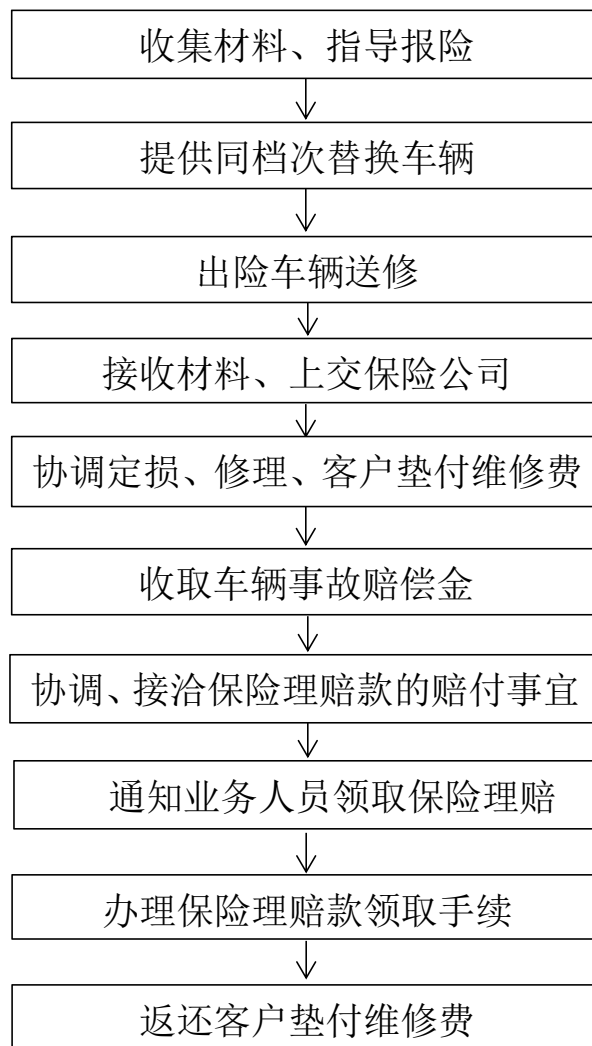 收集材料、指导报险
提供同档次替换车辆
出险车辆送修
接收材料、上交保险公司
协调定损、修理、客户垫付维修费
收取车辆事故赔偿金
协调、接洽保险理赔款的赔付事宜
通知业务人员领取保险理赔
办理保险理赔款领取手续
返还客户垫付维修费